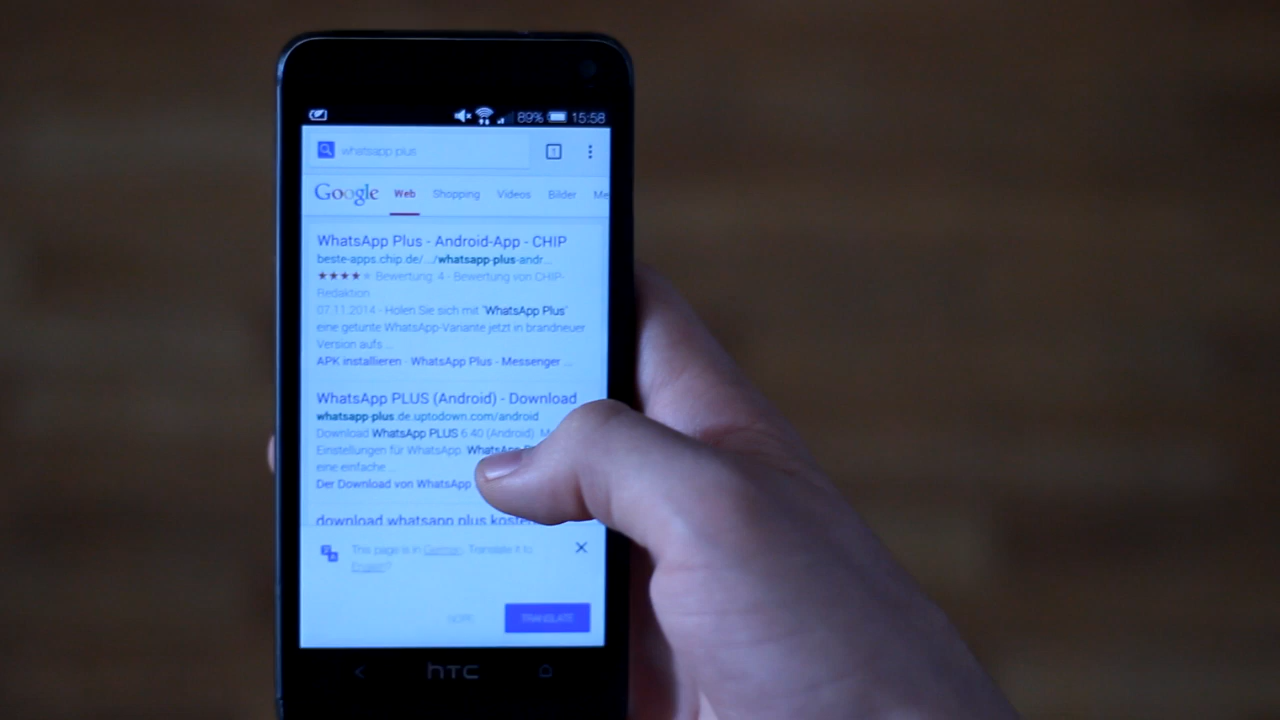 89% 15:58
whatsapp plus
1
Google Web Shopping Videos Bilder Me
WhatsApp Plus - Android-App - CHIP
beste-apps.chip.de/.../whatsapp-plus-andr...
★★★★★ Bewertung: 4 - Bewertung von CHIP-
Redaktion
07.11.2014 - Holen Sie sich mit "WhatsApp Plus"
eine getunte WhatsApp-Variante jetzt in brandneuer
Version aufs ...
APK installieren · WhatsApp Plus - Messenger ...
WhatsApp PLUS (Android) - Download
whatsapp-plus.de.uptodown.com/android
Download WhatsApp PLUS 6.40 (Android).
Einstellungen für WhatsApp. WhatsApp
eine einfache ...
Der Download von WhatsApp
download whatsapp plus
This page is in German. Translate it to
English?
NOPE TRANSLATE
hTC